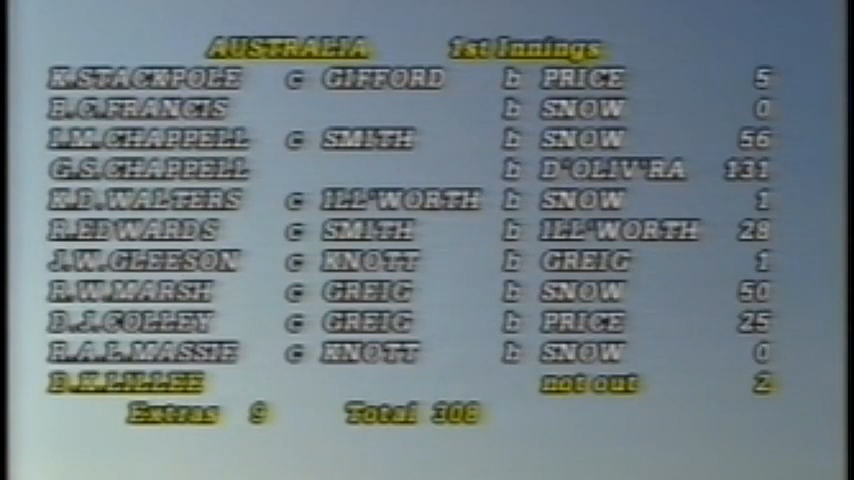 AUSTRALIA 1st Innings
K.STACKPOLE c GIFFORD b PRICE 5
B.C.FRANCIS b SNOW 0
I.M.CHAPPELL c SMITH b SNOW 56
G.S.CHAPPELL b D'OLIV'RA 131
K.D.WALTERS c ILL'WORTH b SNOW 1
R.EDWARDS c SMITH b ILL'WORTH 28
J.W.GLEESON c KNOTT b GREIG 1
R.W.MARSH c GREIG b SNOW 50
D.J.COLLEY c GREIG b PRICE 25
R.A.L.MASSIE c KNOTT b SNOW 0
D.K.LILLEE not out 2
Extras 9 Total 308